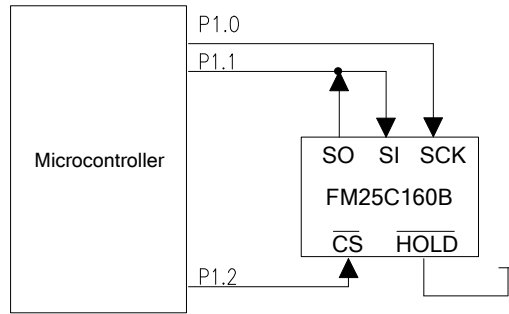 P1.0
P1.1
Microcontroller
SO SI SCK
FM25C160B
CS HOLD
P1.2